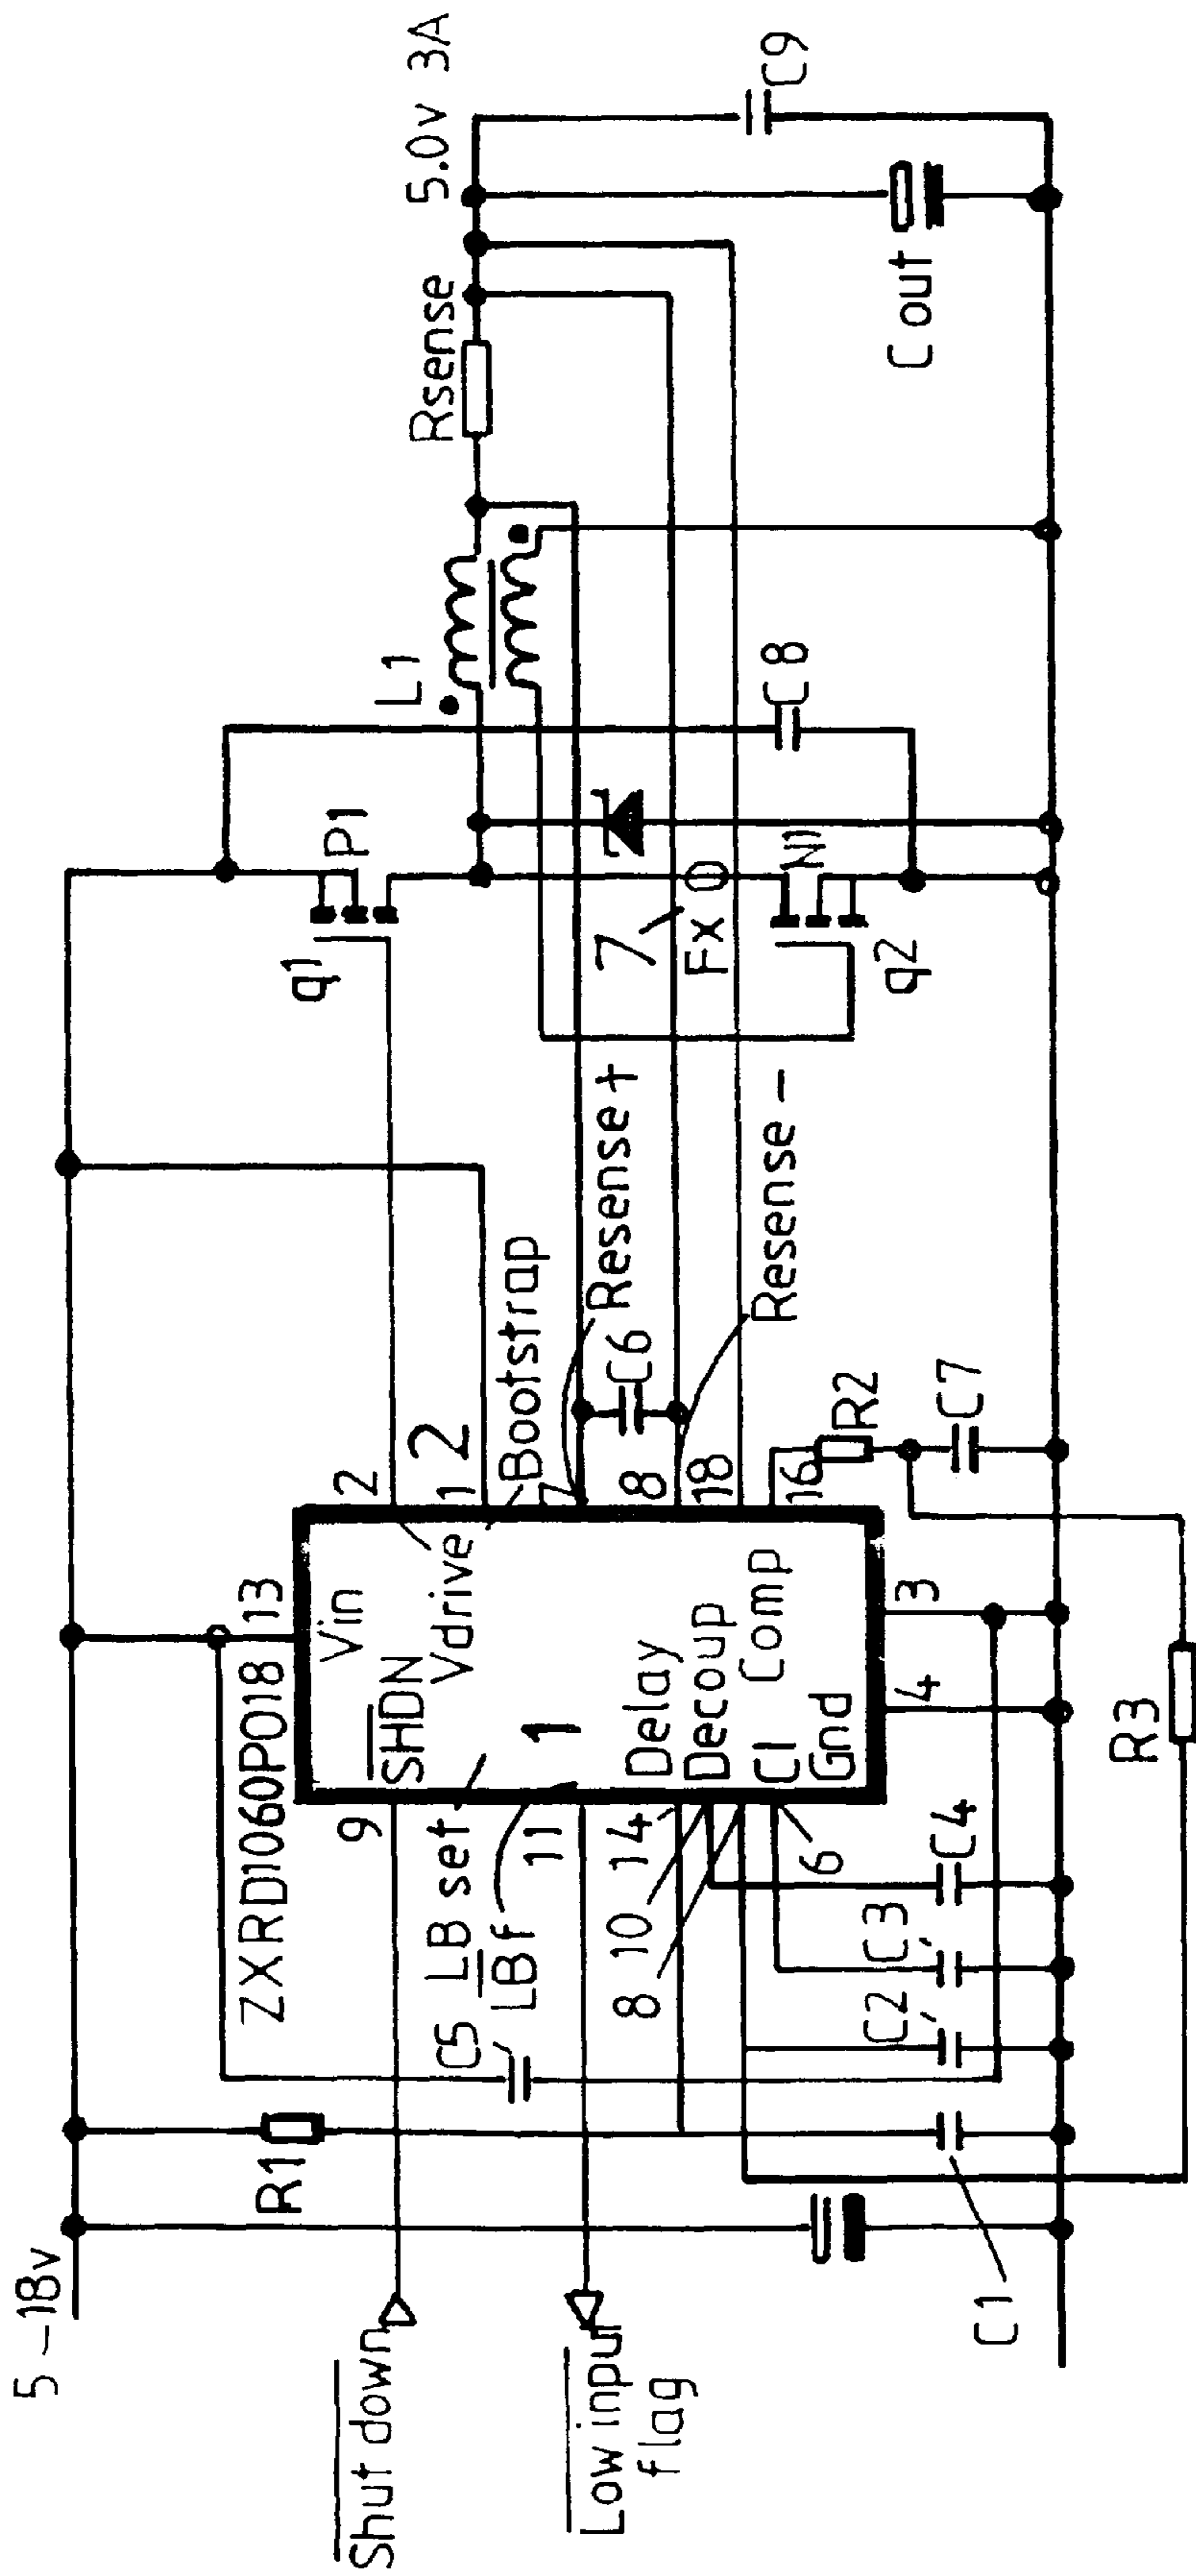 5–18v
5.0v 3A
R1
ZXRD1060P018
13
Vin
q1
P1
L1
Rsense
Shut down
9
SHDN
2
Vdrive
1
2
Bootstrap
C5
LB set
LBf
1
11
7
Resense+
C6
Low input
flag
14
Delay
8
7
Fx
0
10
Decoup
18
8
Resense –
C1
6
Comp
16
R2
N1
q2
C8
C out
C9
Gnd
C1
C2
C3
C4
4
3
C7
R3